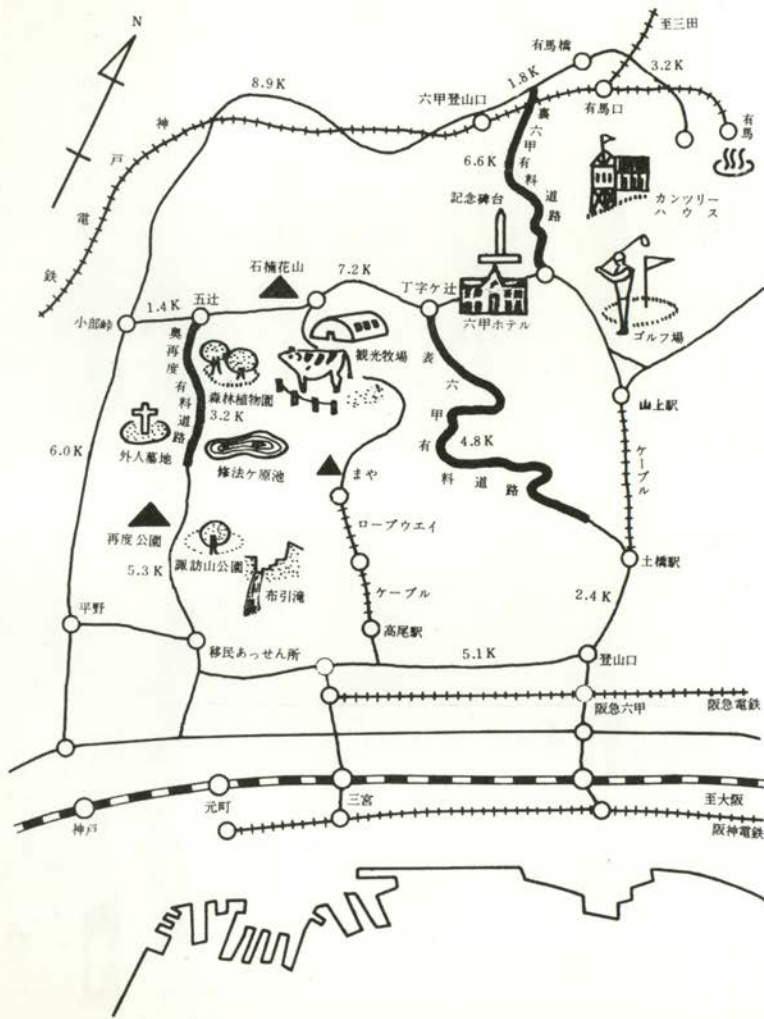 N
至三田
有馬橋
3.2K
1.8K
8.9K
六甲登山口
有馬口
有馬
神戸電鉄
裏六甲有料道路
6.6K
記念碑台
カンツリーハウス
石楠花山
7.2K
丁字ケ辻
六甲ホテル
ゴルフ場
小部峠
1.4K
五辻
奥再度有料道路
3.2K
森林植物園
観光牧場
表六甲有料道路
4.8K
山上駅
ケーブル
6.0K
外人墓地
修法ケ原池
まや
再度公園
ロープウエイ
諏訪山公園
布引滝
5.3K
土橋駅
2.4K
ケーブル
平野
高尾駅
移民あっせん所
5.1K
登山口
阪急六甲
阪急電鉄
神戸
元町
三宮
至大阪
阪神電鉄